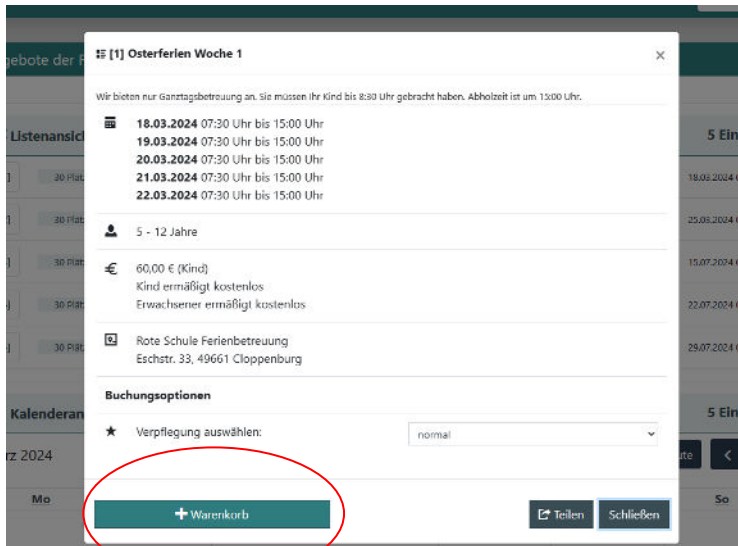 [1] Osterferien Woche 1
×
Wir bieten nur Ganztagsbetreuung an. Sie müssen Ihr Kind bis 8:30 Uhr gebracht haben. Abholzeit ist um 15:00 Uhr.
18.03.2024 07:30 Uhr bis 15:00 Uhr
19.03.2024 07:30 Uhr bis 15:00 Uhr
20.03.2024 07:30 Uhr bis 15:00 Uhr
21.03.2024 07:30 Uhr bis 15:00 Uhr
22.03.2024 07:30 Uhr bis 15:00 Uhr
5 - 12 Jahre
60,00 € (Kind)
Kind ermäßigt kostenlos
Erwachsener ermäßigt kostenlos
Rote Schule Ferienbetreuung
Eschstr. 33, 49661 Cloppenburg
Buchungsoptionen
Verpflegung auswählen: normal
+ Warenkorb
Teilen Schließen
gebote der F
Listenansicl 5 Ein
30 Plät 18.03.2024
30 Plät 25.03.2024
30 Plät 15.07.2024
30 Plät 22.07.2024
30 Plät 29.07.2024
Kalenderan 5 Ein
rz 2024 ute
Mo So